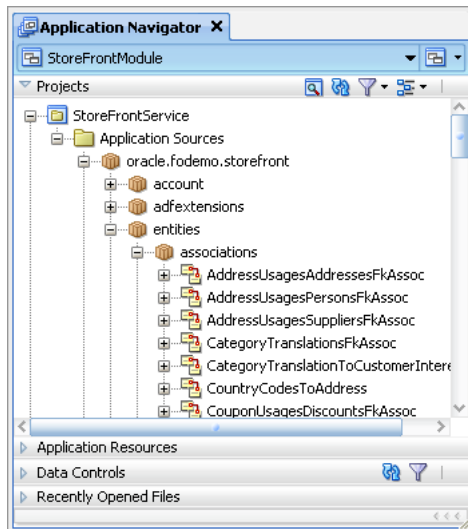 Application Navigator
StoreFrontModule
Projects
StoreFrontService
Application Sources
oracle.fodemo.storefront
account
adfextensions
entities
associations
AddressUsagesAddressesFkAssoc
AddressUsagesPersonsFkAssoc
AddressUsagesSuppliersFkAssoc
CategoryTranslationsFkAssoc
CategoryTranslationToCustomerIntere
CountryCodesToAddress
CouponUsagesDiscountsFkAssoc
Application Resources
Data Controls
Recently Opened Files